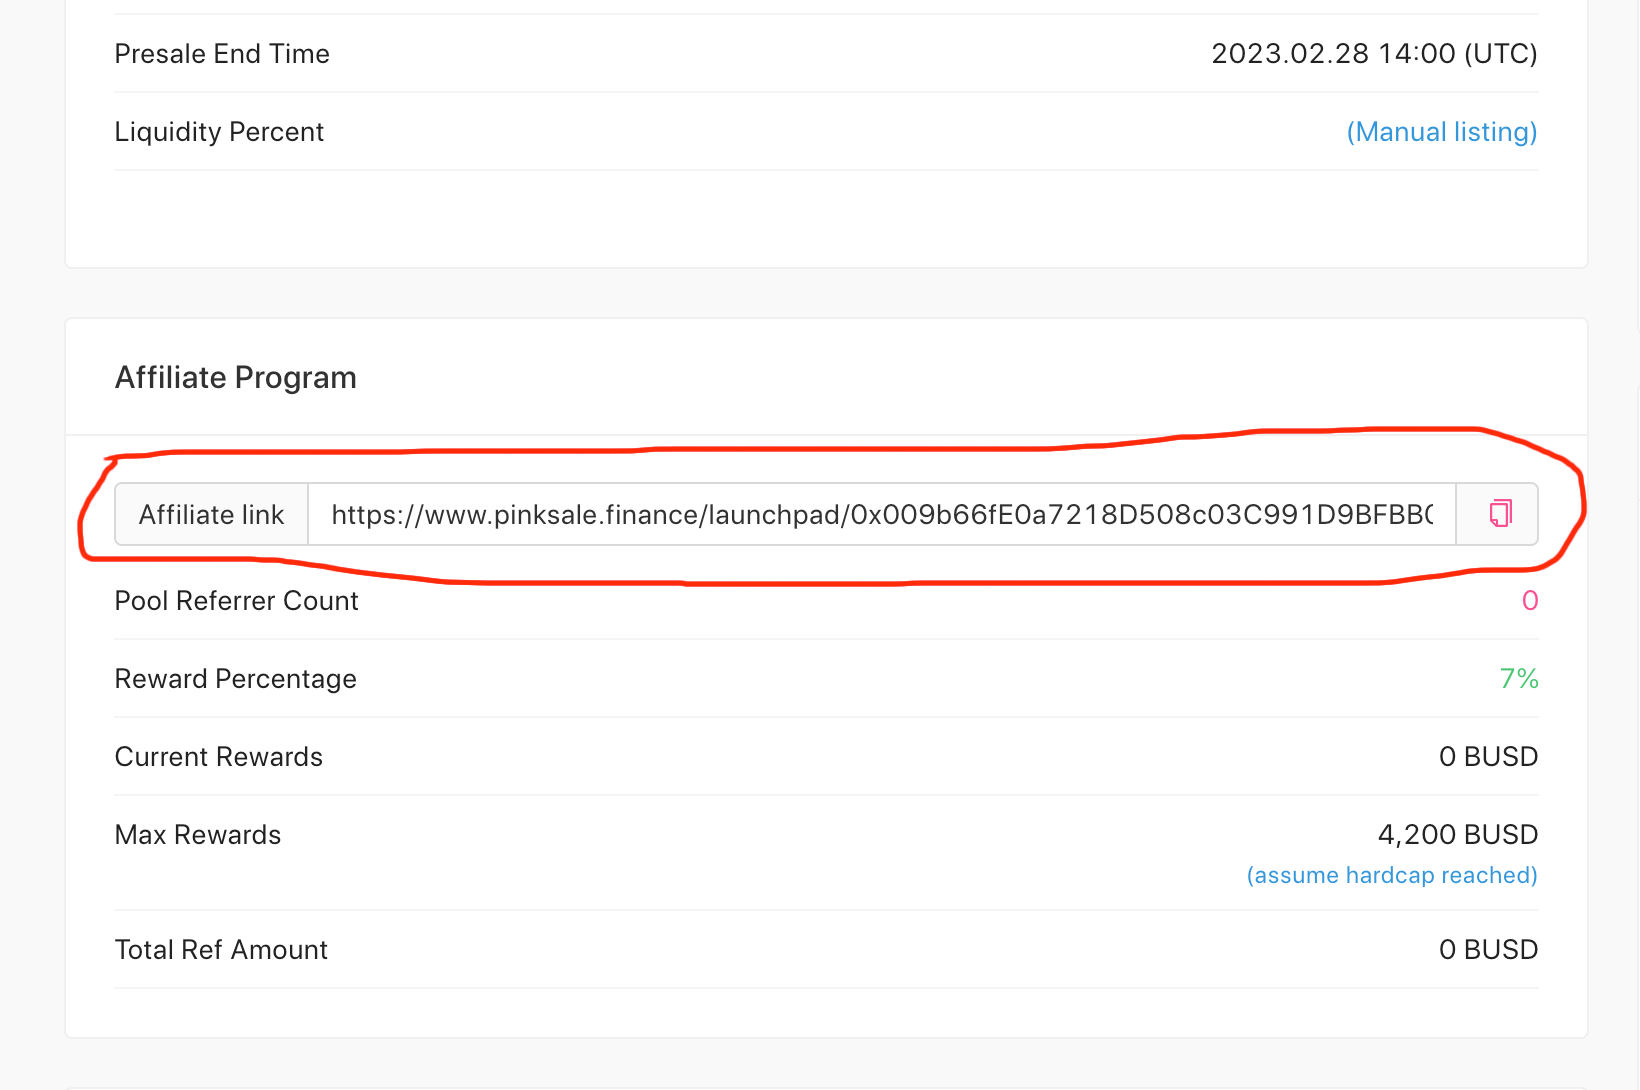 Presale End Time 2023.02.28 14:00 (UTC)
Liquidity Percent (Manual listing)
Affiliate Program
Affiliate link https://www.pinksale.finance/launchpad/0x009b66fE0a7218D508c03C991D9BFBB
Pool Referrer Count 0
Reward Percentage 7%
Current Rewards 0 BUSD
Max Rewards 4,200 BUSD
(assume hardcap reached)
Total Ref Amount 0 BUSD